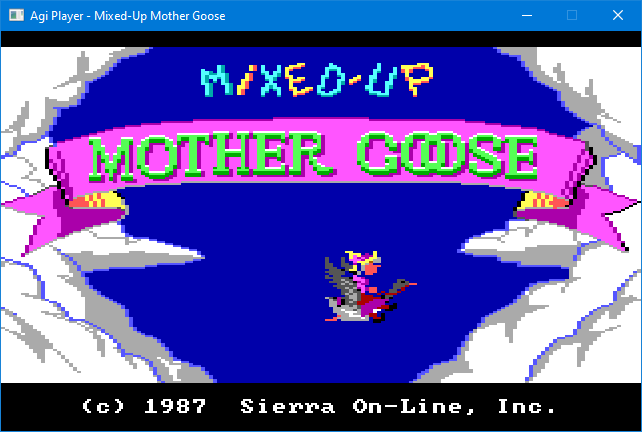 Agi Player - Mixed-Up Mother Goose
MiXED-UP
MOTHER GOOSE
(c) 1987 Sierra On-Line, Inc.